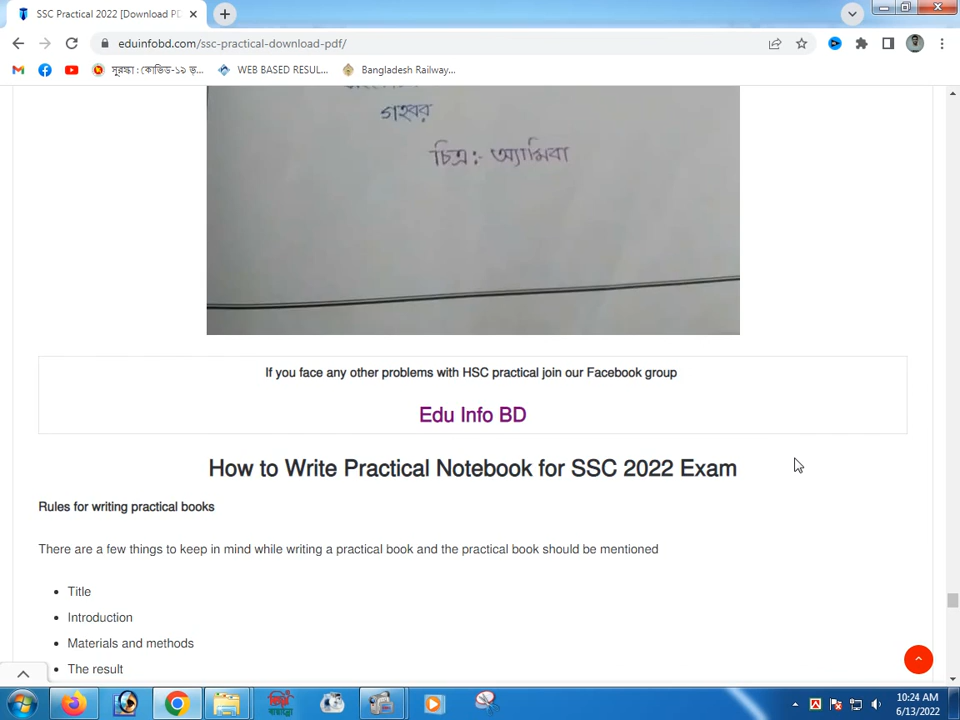 SSC Practical 2022 [Download PD
eduinfobd.com/ssc-practical-download-pdf/
সুরক্ষা : কোভিড-১৯ ভ...
WEB BASED RESUL...
Bangladesh Railway...
গহবর
চিত্র :- অ্যামিবা
If you face any other problems with HSC practical join our Facebook group
Edu Info BD
How to Write Practical Notebook for SSC 2022 Exam
Rules for writing practical books
There are a few things to keep in mind while writing a practical book and the practical book should be mentioned
Title
Introduction
Materials and methods
The result
10:24 AM
6/13/2022